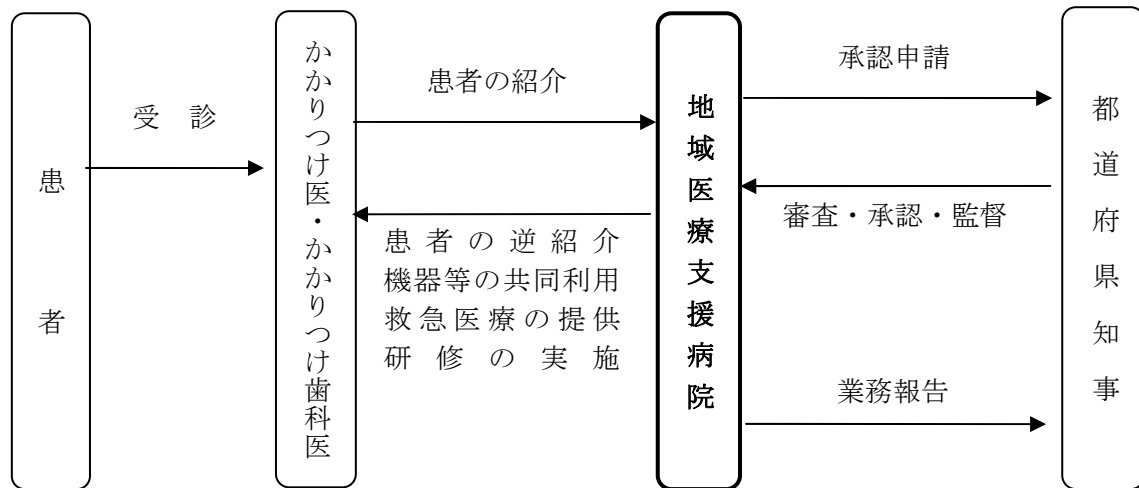 患者
受　診
かかりつけ医・かかりつけ歯科医
患者の紹介
患者の逆紹介
機器等の共同利用
救急医療の提供
研修の実施
地域医療支援病院
承認申請
審査・承認・監督
業務報告
都道府県知事